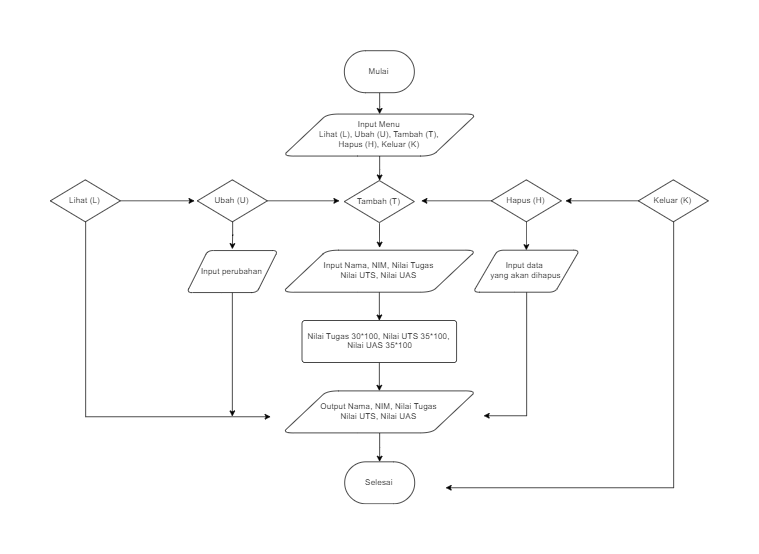 Mulai
Input Menu
Lihat (L), Ubah (U), Tambah (T),
Hapus (H), Keluar (K)
Lihat (L)
Ubah (U)
Tambah (T)
Hapus (H)
Keluar (K)
Input perubahan
Input Nama, NIM, Nilai Tugas
Nilai UTS, Nilai UAS
Input data
yang akan dihapus
Nilai Tugas 30*100, Nilai UTS 35*100,
Nilai UAS 35*100
Output Nama, NIM, Nilai Tugas
Nilai UTS, Nilai UAS
Selesai